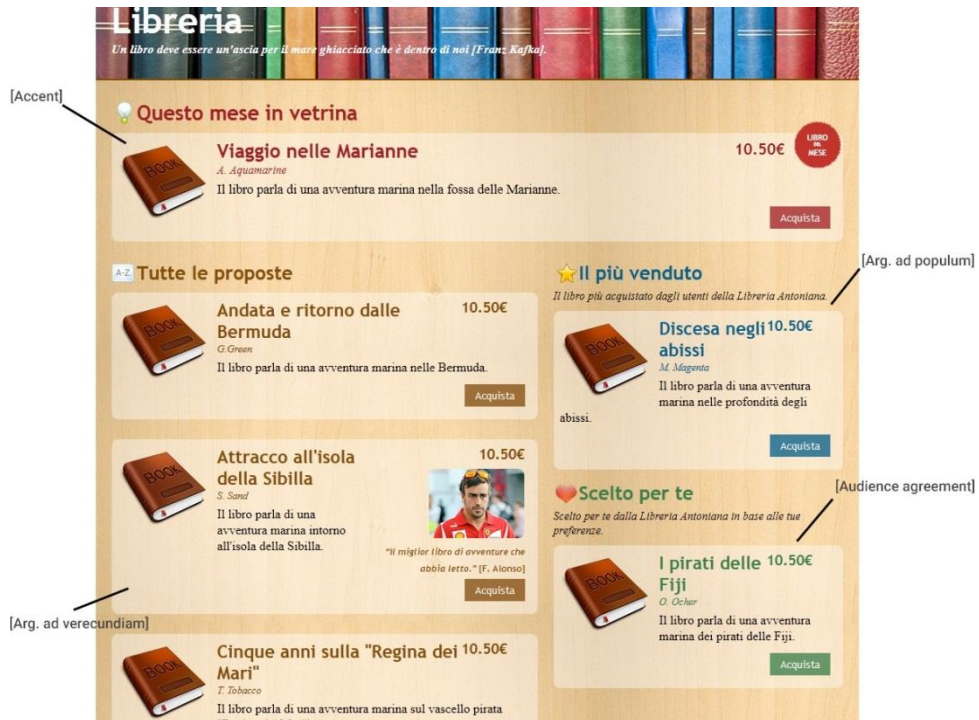 Libreria
Un libro deve essere un'ascia per il mare ghiacciato che è dentro di noi [Franz Kafka].
[Accent]
Questo mese in vetrina
BOOK
Viaggio nelle Marianne
10.50€
LIBRO
DEL
MESE
A. Aquamarine
Il libro parla di una avventura marina nella fossa delle Marianne.
Acquista
A-Z
Tutte le proposte
BOOK
Andata e ritorno dalle
10.50€
Bermuda
G.Green
Il libro parla di una avventura marina nelle Bermuda.
Acquista
BOOK
Attracco all'isola
10.50€
della Sibilla
S. Sand
Il libro parla di una
avventura marina intorno
all'isola della Sibilla.
"Il miglior libro di avventure che
abbia letto." [F. Alonso]
Acquista
[Arg. ad verecundiam]
BOOK
Cinque anni sulla "Regina dei
10.50€
Mari"
T. Tobacco
Il libro parla di una avventura marina sul vascello pirata
Il più venduto
[Arg. ad populum]
Il libro più acquistato dagli utenti della Libreria Antoniana.
BOOK
Discesa negli
10.50€
abissi
M. Magenta
Il libro parla di una avventura
marina nelle profondità degli
abissi.
Acquista
Scelto per te
[Audience agreement]
Scelto per te dalla Libreria Antoniana in base alle tue
preferenze.
BOOK
I pirati delle
10.50€
Fiji
O. Ocher
Il libro parla di una avventura
marina dei pirati delle Fiji.
Acquista